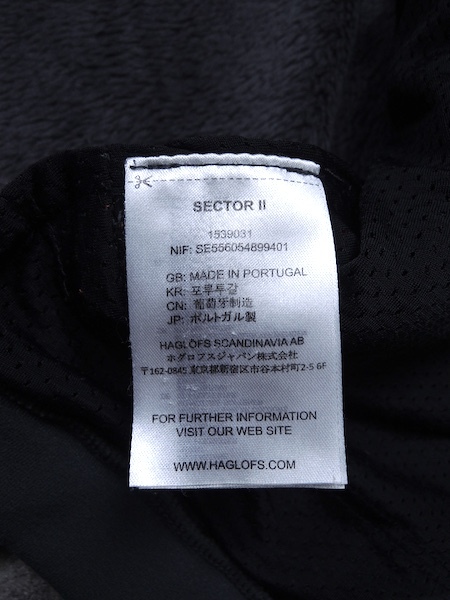 SECTOR II
1539031
NIF: SE556054899401
GB: MADE IN PORTUGAL
KR: 포루투갈
CN: 葡萄牙制造
JP: ポルトガル製
HAGLÖFS SCANDINAVIA AB
ホグロフスジャパン株式会社
〒162-0845 東京都新宿区市谷本村町2-5 6F
FOR FURTHER INFORMATION
VISIT OUR WEB SITE
WWW.HAGLOFS.COM